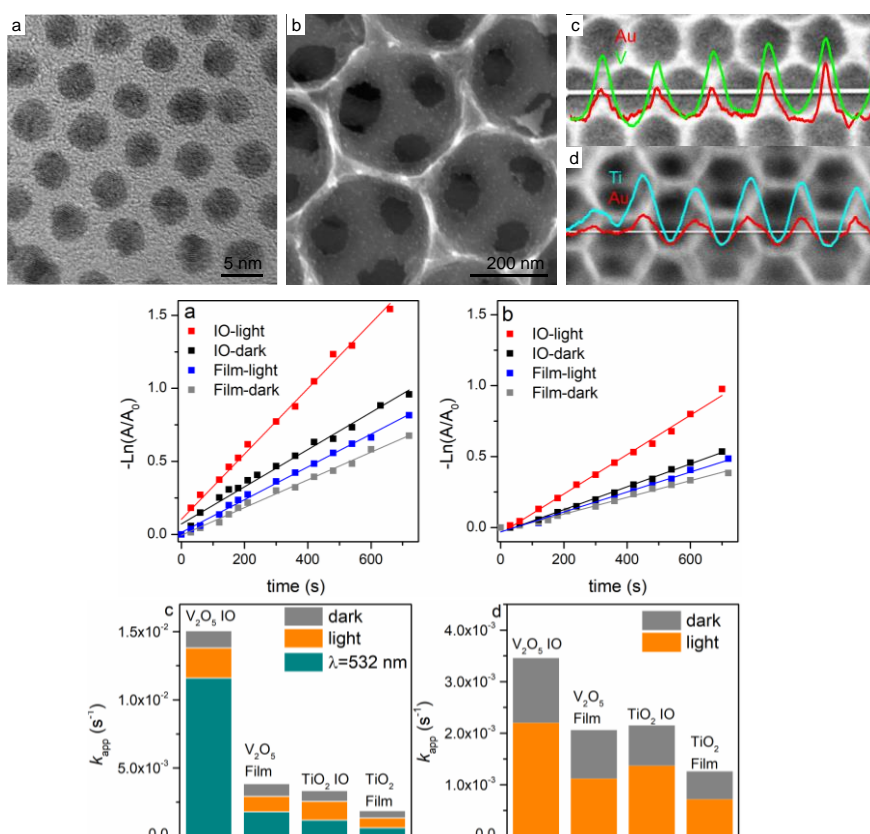 a
5 nm
b
200 nm
c
Au
V
d
Ti
Au
a
IO-light
IO-dark
Film-light
Film-dark
-Ln(A/A₀)
1.5
1.0
0.5
0.0
0
200
400
600
time (s)
b
IO-light
IO-dark
Film-light
Film-dark
-Ln(A/A₀)
1.5
1.0
0.5
0.0
0
200
400
600
time (s)
c
V₂O₅ IO
dark
light
λ=532 nm
V₂O₅
Film
TiO₂ IO
TiO₂
Film
k_app (s⁻¹)
1.5x10⁻²
1.0x10⁻²
5.0x10⁻³
0.0
d
dark
light
V₂O₅ IO
V₂O₅
Film
TiO₂ IO
TiO₂
Film
k_app (s⁻¹)
4.0x10⁻³
3.0x10⁻³
2.0x10⁻³
1.0x10⁻³
0.0